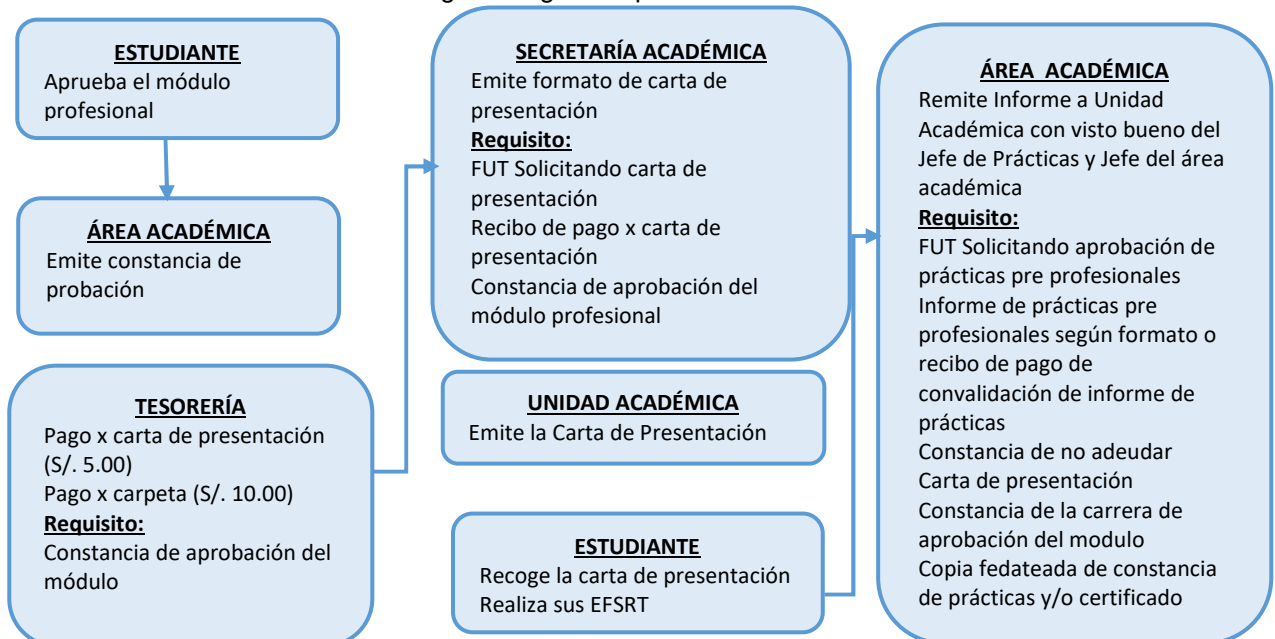 ESTUDIANTE
Aprueba el módulo
profesional
ÁREA ACADÉMICA
Emite constancia de
probación
TESORERÍA
Pago x carta de presentación
(S/. 5.00)
Pago x carpeta (S/. 10.00)
Requisito:
Constancia de aprobación del
módulo
SECRETARÍA ACADÉMICA
Emite formato de carta de
presentación
Requisito:
FUT Solicitando carta de
presentación
Recibo de pago x carta de
presentación
Constancia de aprobación del
módulo profesional
UNIDAD ACADÉMICA
Emite la Carta de Presentación
ESTUDIANTE
Recoge la carta de presentación
Realiza sus EFSRT
ÁREA ACADÉMICA
Remite Informe a Unidad
Académica con visto bueno del
Jefe de Prácticas y Jefe del área
académica
Requisito:
FUT Solicitando aprobación de
prácticas pre profesionales
Informe de prácticas pre
profesionales según formato o
recibo de pago de
convalidación de informe de
prácticas
Constancia de no adeudar
Carta de presentación
Constancia de la carrera de
aprobación del modulo
Copia fedateada de constancia
de prácticas y/o certificado